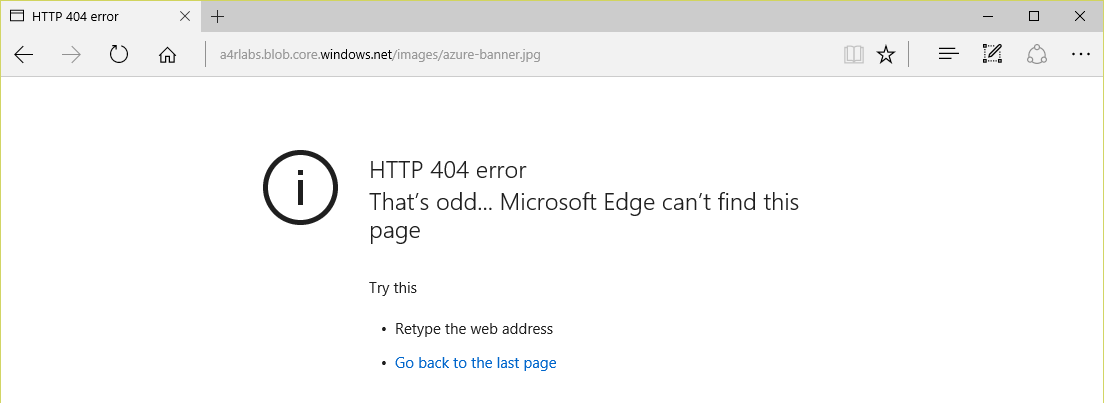 HTTP 404 error
a4rlabs.blob.core.windows.net/images/azure-banner.jpg
HTTP 404 error
That's odd... Microsoft Edge can't find this
page
Try this
• Retype the web address
• Go back to the last page